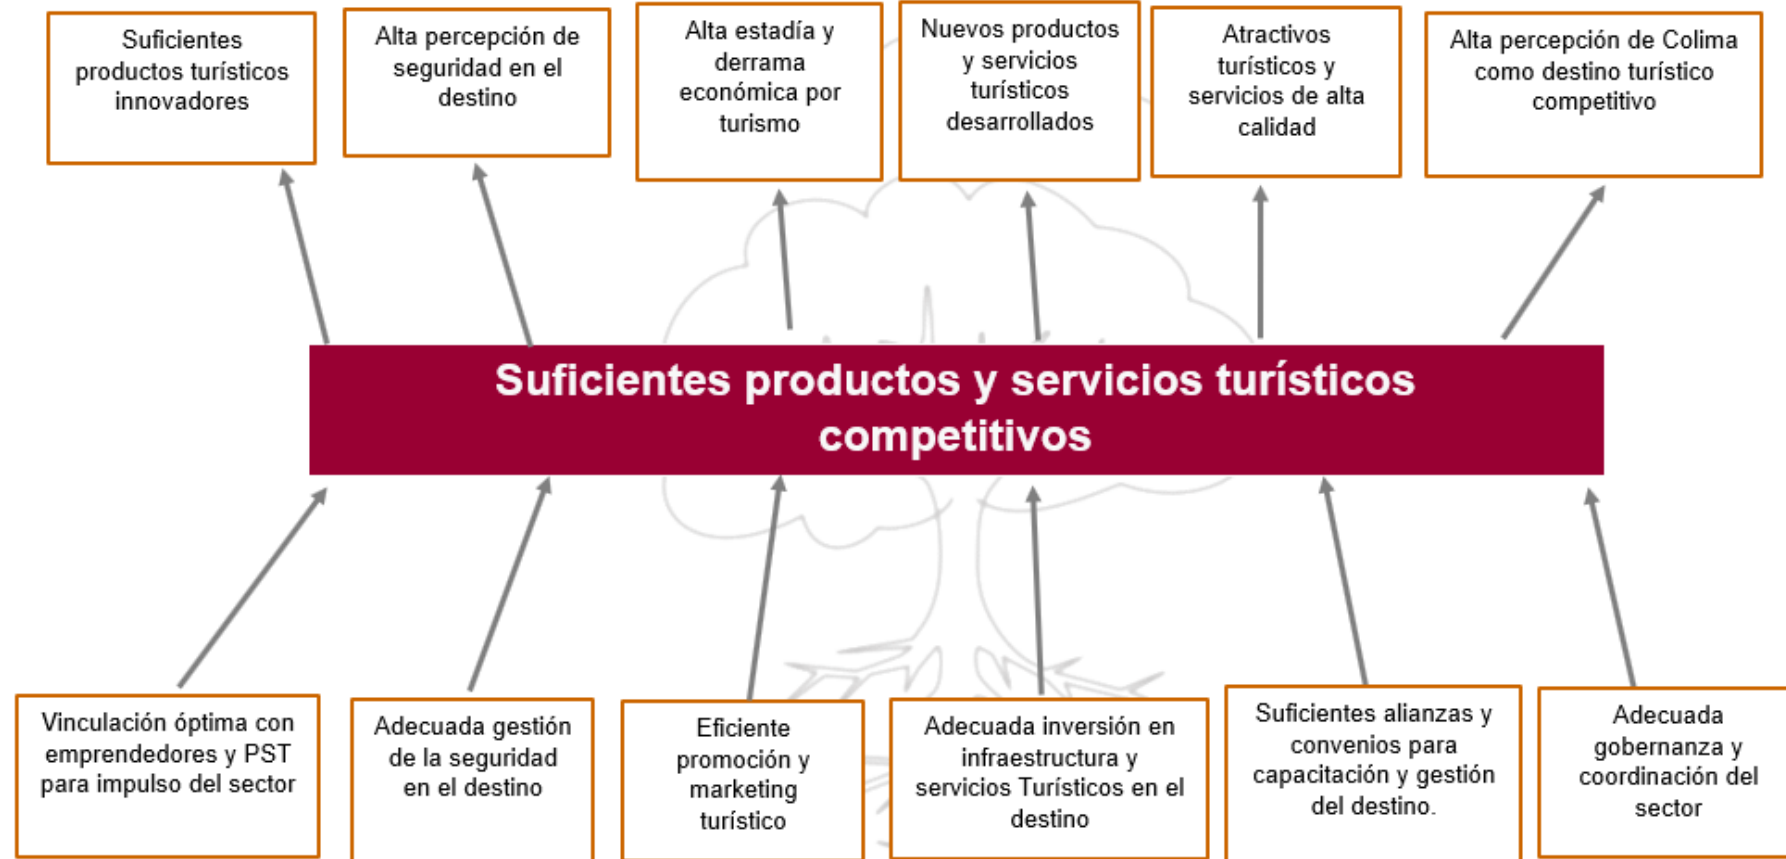 Suficientes
productos turísticos
innovadores
Alta percepción de
seguridad en el
destino
Alta estadía y
derrama
económica por
turismo
Nuevos productos
y servicios
turísticos
desarrollados
Atractivos
turísticos y
servicios de alta
calidad
Alta percepción de Colima
como destino turístico
competitivo
Suficientes productos y servicios turísticos
competitivos
Vinculación óptima con
emprendedores y PST
para impulso del sector
Adecuada gestión
de la seguridad
en el destino
Eficiente
promoción y
marketing
turístico
Adecuada inversión en
infraestructura y
servicios Turísticos en el
destino
Suficientes alianzas y
convenios para
capacitación y gestión
del destino.
Adecuada
gobernanza y
coordinación del
sector